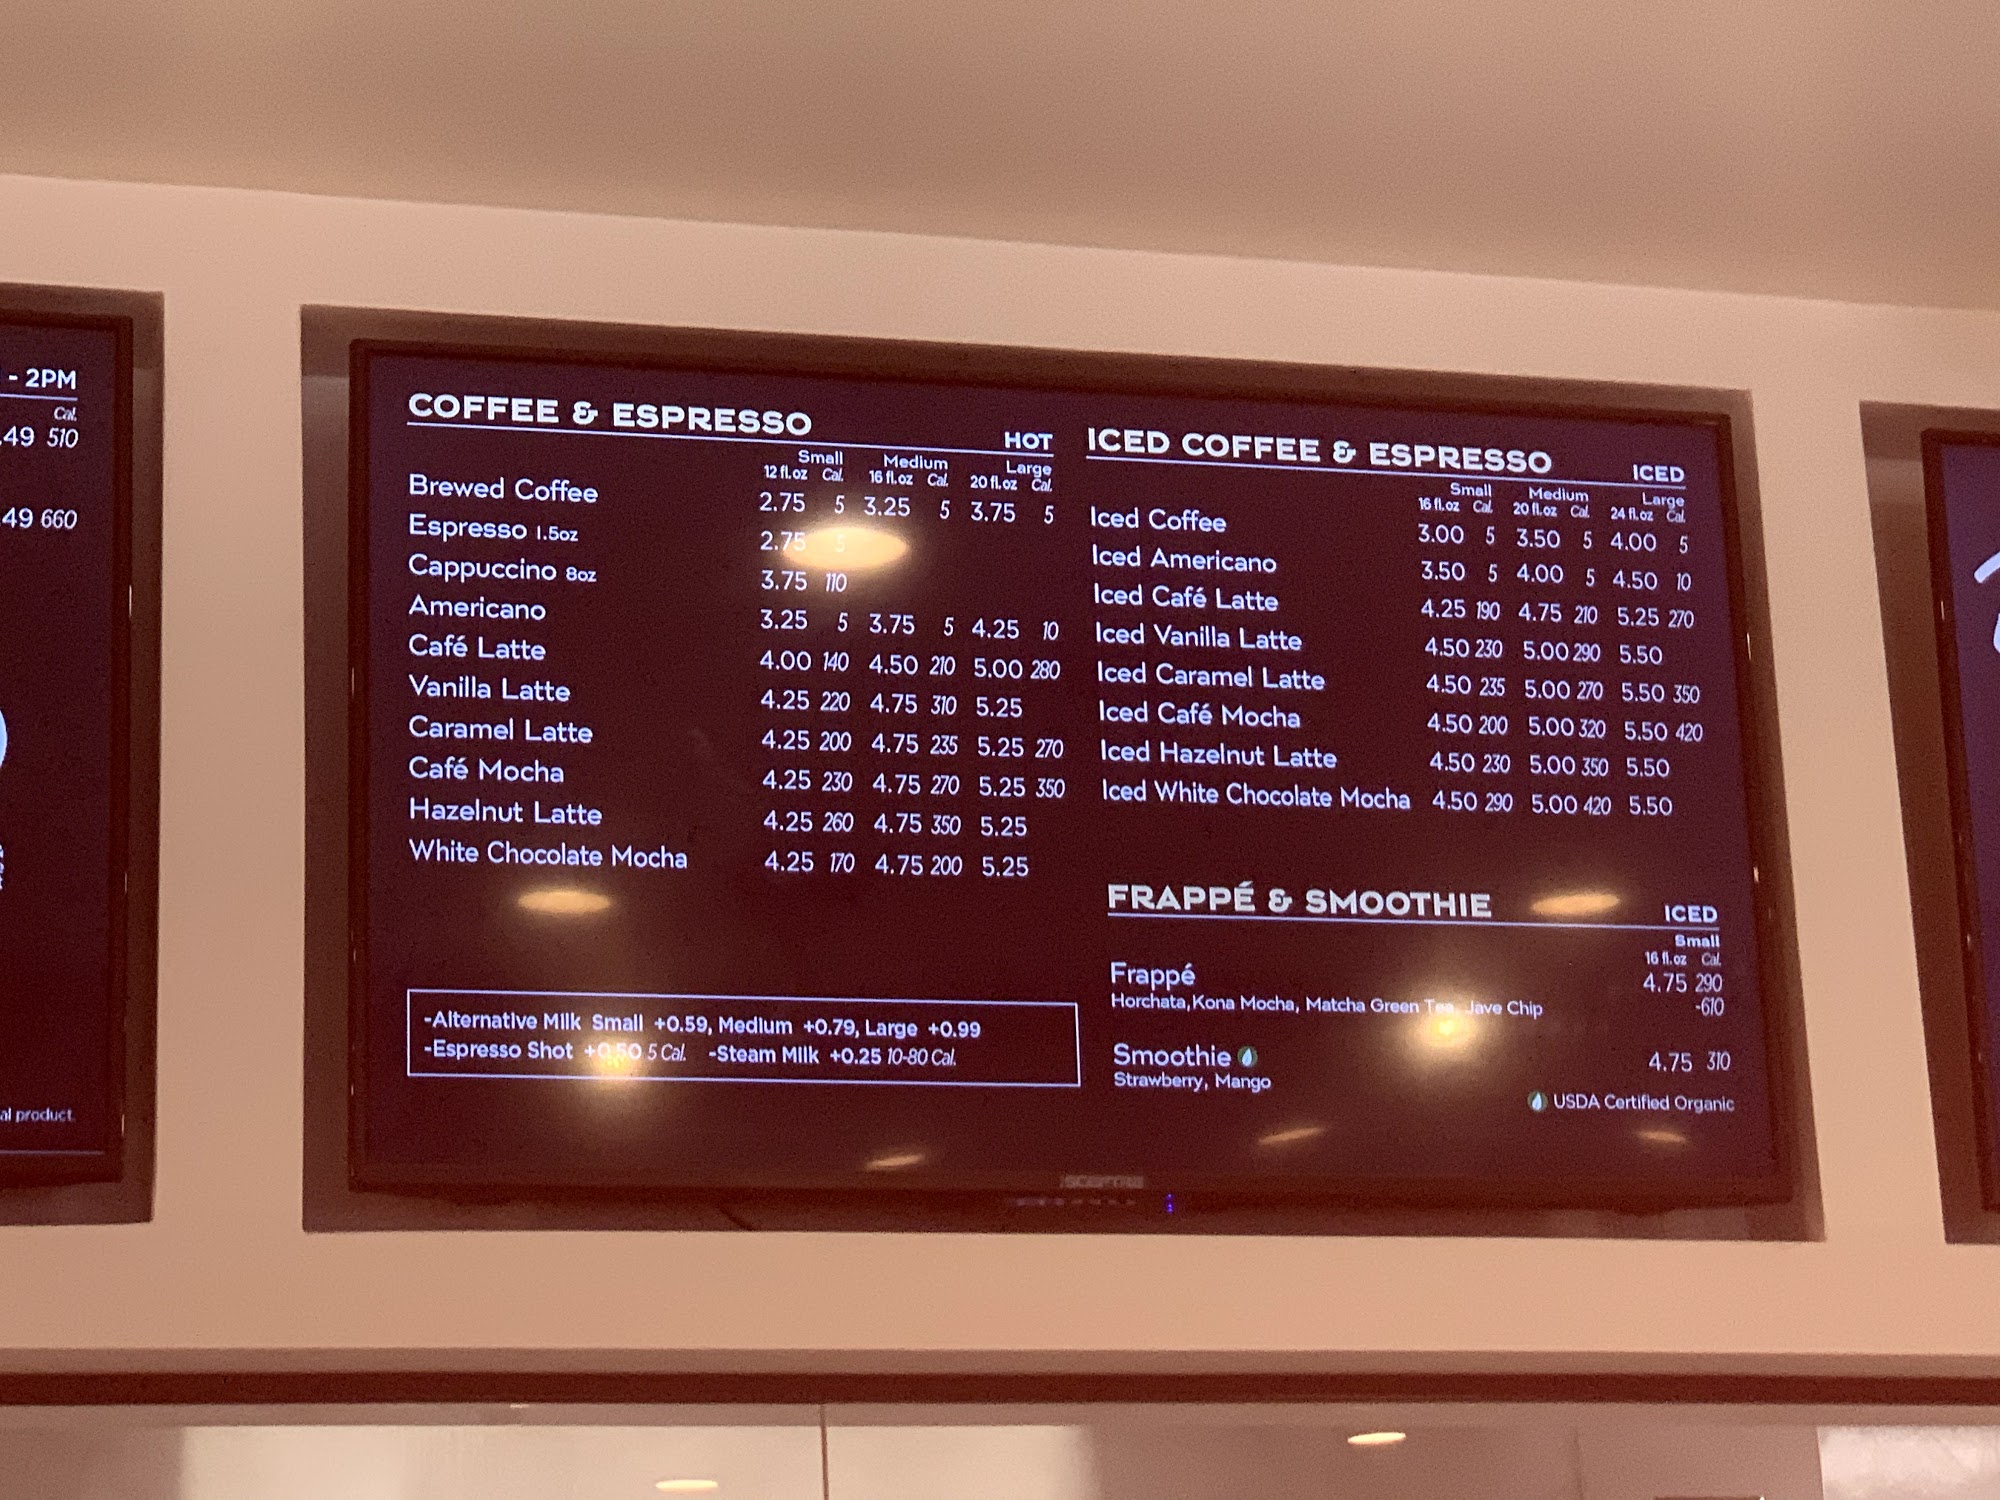 - 2PM
Cal.
.49 510
.49 660
al product.
COFFEE & ESPRESSO HOT
Small Medium Large
12 fl.oz Cal. 16 fl.oz Cal. 20 fl.oz Cal.
Brewed Coffee 2.75 5 3.25 5 3.75 5
Espresso 1.5oz 2.75 5
Cappuccino 8oz 3.75 110
Americano 3.25 5 3.75 5 4.25 10
Café Latte 4.00 140 4.50 210 5.00 280
Vanilla Latte 4.25 220 4.75 310 5.25
Caramel Latte 4.25 200 4.75 235 5.25 270
Café Mocha 4.25 230 4.75 270 5.25 350
Hazelnut Latte 4.25 260 4.75 350 5.25
White Chocolate Mocha 4.25 170 4.75 200 5.25
-Alternative Milk Small +0.59, Medium +0.79, Large +0.99
-Espresso Shot +0.50 5 Cal. -Steam Milk +0.25 10-80 Cal.
ICED COFFEE & ESPRESSO ICED
Small Medium Large
16 fl.oz Cal. 20 fl.oz Cal. 24 fl.oz Cal.
Iced Coffee 3.00 5 3.50 5 4.00 5
Iced Americano 3.50 5 4.00 5 4.50 10
Iced Café Latte 4.25 190 4.75 210 5.25 270
Iced Vanilla Latte 4.50 230 5.00 290 5.50
Iced Caramel Latte 4.50 235 5.00 270 5.50 350
Iced Café Mocha 4.50 200 5.00 320 5.50 420
Iced Hazelnut Latte 4.50 230 5.00 350 5.50
Iced White Chocolate Mocha 4.50 290 5.00 420 5.50
FRAPPÉ & SMOOTHIE ICED
Small
16 fl.oz Cal.
Frappé 4.75 290
Horchata, Kona Mocha, Matcha Green Tea, Jave Chip -610
Smoothie 4.75 310
Strawberry, Mango
USDA Certified Organic
SCEPTRE